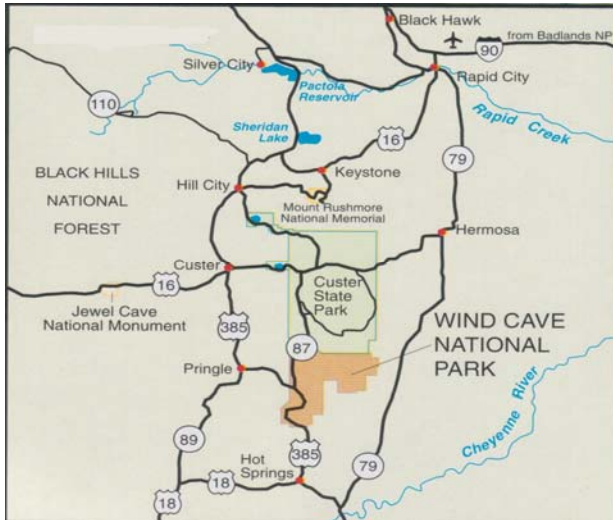 Black Hawk
from Badlands NP
90
Silver City
Rapid City
Pactola
Reservoir
110
Rapid Creek
Sheridan
Lake
16
79
BLACK HILLS
NATIONAL
FOREST
Keystone
Hill City
Mount Rushmore
National Memorial
Hermosa
Custer
16
Custer
State
Park
Jewel Cave
National Monument
385
87
WIND CAVE
NATIONAL
PARK
Pringle
Cheyenne River
89
385
79
Hot
Springs
18
18